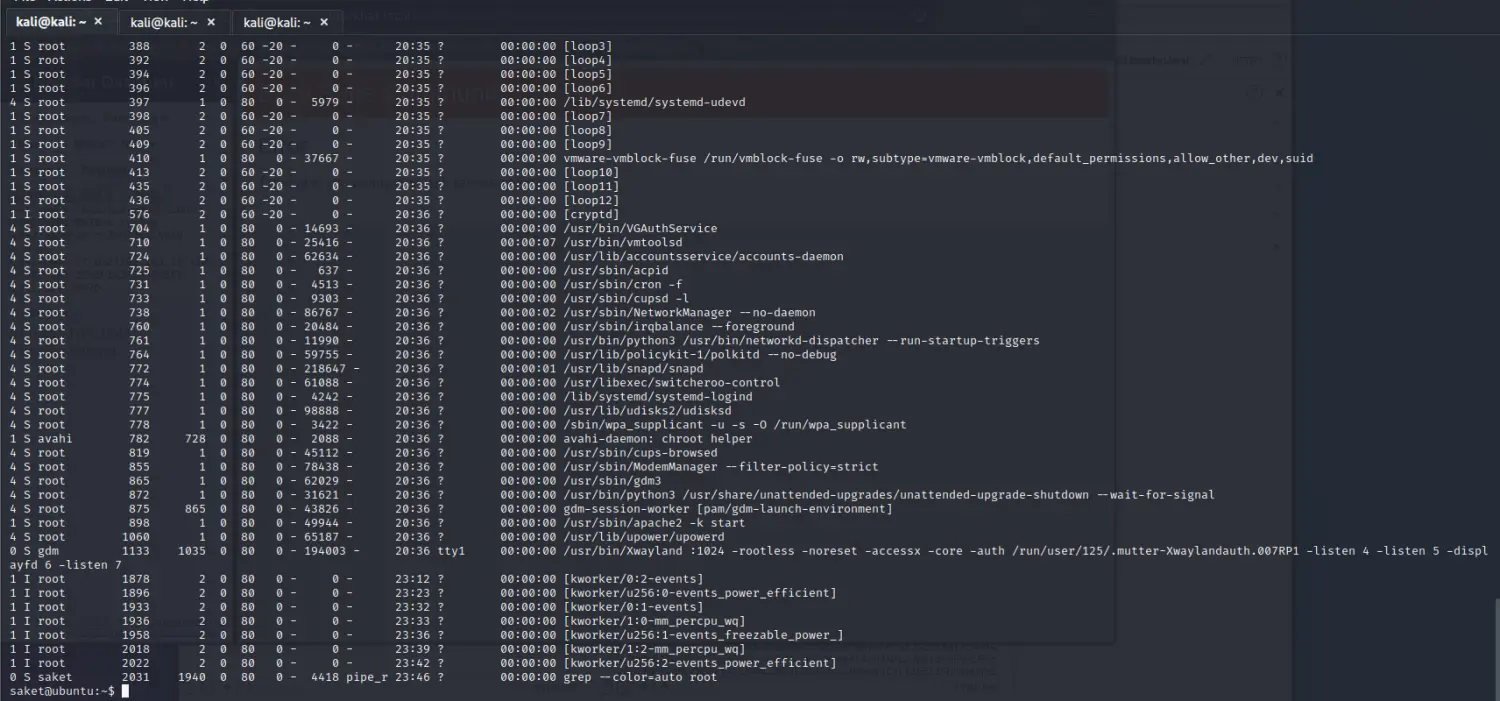 kali@kali: ~ × kali@kali: ~ × kali@kali: ~ ×
1 S root 388 2 0 60 -20 - 0 - 20:35 ? 00:00:00 [loop3]
1 S root 392 2 0 60 -20 - 0 - 20:35 ? 00:00:00 [loop4]
1 S root 394 2 0 60 -20 - 0 - 20:35 ? 00:00:00 [loop5]
1 S root 396 2 0 60 -20 - 0 - 20:35 ? 00:00:00 [loop6]
4 S root 397 1 0 80 0 - 5979 - 20:35 ? 00:00:00 /lib/systemd/systemd-udevd
1 S root 398 2 0 60 -20 - 0 - 20:35 ? 00:00:00 [loop7]
1 S root 405 2 0 60 -20 - 0 - 20:35 ? 00:00:00 [loop8]
1 S root 409 2 0 60 -20 - 0 - 20:35 ? 00:00:00 [loop9]
1 S root 410 1 0 80 0 - 37667 - 20:35 ? 00:00:00 vmware-vmblock-fuse /run/vmblock-fuse -o rw,subtype=vmware-vmblock,default_permissions,allow_other,dev,suid
1 S root 413 2 0 60 -20 - 0 - 20:35 ? 00:00:00 [loop10]
1 S root 435 2 0 60 -20 - 0 - 20:35 ? 00:00:00 [loop11]
1 S root 436 2 0 60 -20 - 0 - 20:35 ? 00:00:00 [loop12]
1 I root 576 2 0 60 -20 - 0 - 20:36 ? 00:00:00 [cryptd]
4 S root 704 1 0 80 0 - 14693 - 20:36 ? 00:00:00 /usr/bin/VGAuthService
4 S root 710 1 0 80 0 - 25416 - 20:36 ? 00:00:07 /usr/bin/vmtoolsd
4 S root 724 1 0 80 0 - 62634 - 20:36 ? 00:00:00 /usr/lib/accountsservice/accounts-daemon
4 S root 725 1 0 80 0 - 637 - 20:36 ? 00:00:00 /usr/sbin/acpid
4 S root 731 1 0 80 0 - 4513 - 20:36 ? 00:00:00 /usr/sbin/cron -f
4 S root 733 1 0 80 0 - 9303 - 20:36 ? 00:00:00 /usr/sbin/cupsd -l
4 S root 738 1 0 80 0 - 86767 - 20:36 ? 00:00:02 /usr/sbin/NetworkManager --no-daemon
4 S root 760 1 0 80 0 - 20484 - 20:36 ? 00:00:00 /usr/sbin/irqbalance --foreground
4 S root 761 1 0 80 0 - 11990 - 20:36 ? 00:00:00 /usr/bin/python3 /usr/bin/networkd-dispatcher --run-startup-triggers
4 S root 764 1 0 80 0 - 59755 - 20:36 ? 00:00:00 /usr/lib/policykit-1/polkitd --no-debug
4 S root 772 1 0 80 0 - 218647 - 20:36 ? 00:00:01 /usr/lib/snapd/snapd
4 S root 774 1 0 80 0 - 61088 - 20:36 ? 00:00:00 /usr/libexec/switcheroo-control
4 S root 775 1 0 80 0 - 4242 - 20:36 ? 00:00:00 /lib/systemd/systemd-logind
4 S root 777 1 0 80 0 - 98888 - 20:36 ? 00:00:00 /usr/lib/udisks2/udisksd
4 S root 778 1 0 80 0 - 3422 - 20:36 ? 00:00:00 /sbin/wpa_supplicant -u -s -O /run/wpa_supplicant
1 S avahi 782 728 0 80 0 - 2088 - 20:36 ? 00:00:00 avahi-daemon: chroot helper
4 S root 819 1 0 80 0 - 45112 - 20:36 ? 00:00:00 /usr/sbin/cups-browsed
4 S root 855 1 0 80 0 - 78438 - 20:36 ? 00:00:00 /usr/sbin/ModemManager --filter-policy=strict
4 S root 865 1 0 80 0 - 62029 - 20:36 ? 00:00:00 /usr/sbin/gdm3
4 S root 872 1 0 80 0 - 31621 - 20:36 ? 00:00:00 /usr/bin/python3 /usr/share/unattended-upgrades/unattended-upgrade-shutdown --wait-for-signal
4 S root 875 865 0 80 0 - 43826 - 20:36 ? 00:00:00 gdm-session-worker [pam/gdm-launch-environment]
1 S root 898 1 0 80 0 - 49944 - 20:36 ? 00:00:00 /usr/sbin/apache2 -k start
4 S root 1060 1 0 80 0 - 65187 - 20:36 ? 00:00:00 /usr/lib/upower/upowerd
0 S gdm 1133 1035 0 80 0 - 194003 - 20:36 tty1 00:00:00 /usr/bin/Xwayland :1024 -rootless -noreset -accessx -core -auth /run/user/125/.mutter-Xwaylandauth.007RP1 -listen 4 -listen 5 -displ
ayfd 6 -listen 7
1 I root 1878 2 0 80 0 - 0 - 23:12 ? 00:00:00 [kworker/0:2-events]
1 I root 1896 2 0 80 0 - 0 - 23:23 ? 00:00:00 [kworker/u256:0-events_power_efficient]
1 I root 1933 2 0 80 0 - 0 - 23:32 ? 00:00:00 [kworker/0:1-events]
1 I root 1936 2 0 80 0 - 0 - 23:33 ? 00:00:00 [kworker/1:0-mm_percpu_wq]
1 I root 1958 2 0 80 0 - 0 - 23:36 ? 00:00:00 [kworker/u256:1-events_freezable_power_]
1 I root 2018 2 0 80 0 - 0 - 23:39 ? 00:00:00 [kworker/1:2-mm_percpu_wq]
1 I root 2022 2 0 80 0 - 0 - 23:42 ? 00:00:00 [kworker/u256:2-events_power_efficient]
0 S saket 2031 1940 0 80 0 - 4418 pipe_r 23:46 ? 00:00:00 grep --color=auto root
saket@ubuntu:~$